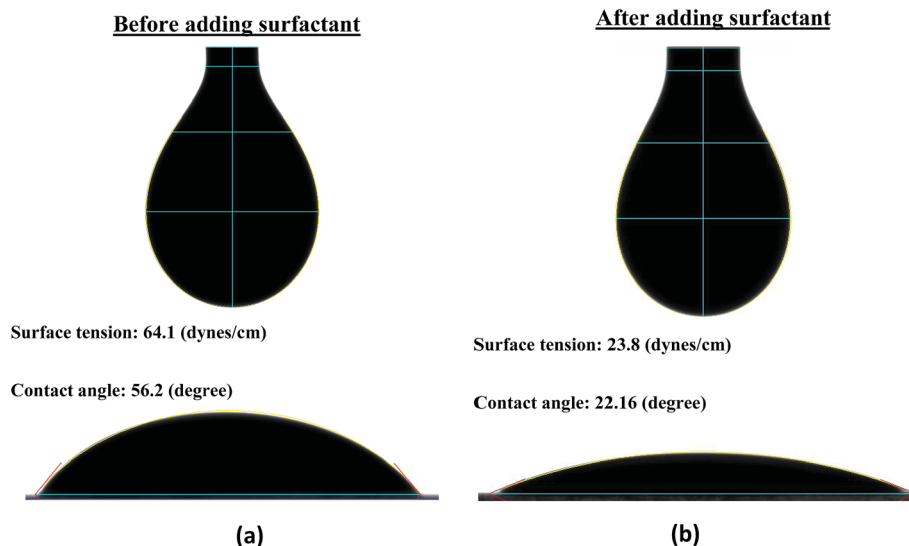 Before adding surfactant
After adding surfactant
Surface tension: 64.1 (dynes/cm)
Surface tension: 23.8 (dynes/cm)
Contact angle: 56.2 (degree)
Contact angle: 22.16 (degree)
(a)
(b)